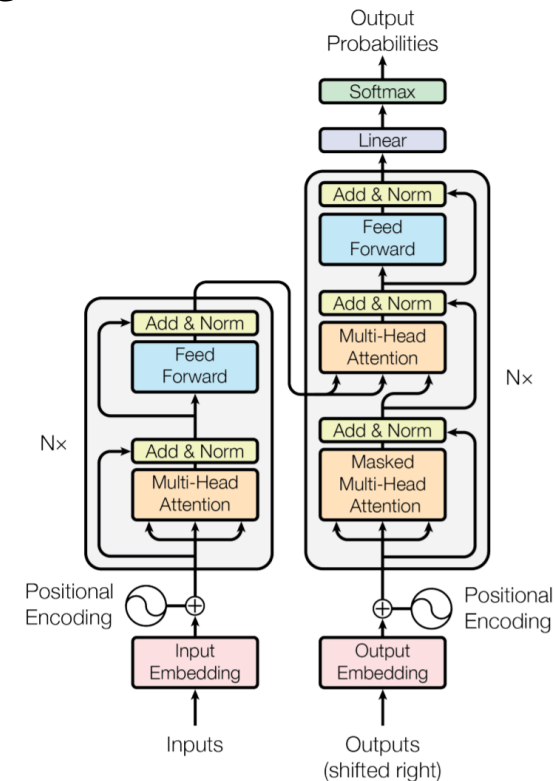 Output
Probabilities
Softmax
Linear
Add & Norm
Feed
Forward
Add & Norm
Multi-Head
Attention
Add & Norm
Masked
Multi-Head
Attention
N×
Add & Norm
Feed
Forward
Add & Norm
Multi-Head
Attention
N×
Positional
Encoding
Positional
Encoding
Input
Embedding
Output
Embedding
Inputs
Outputs
(shifted right)